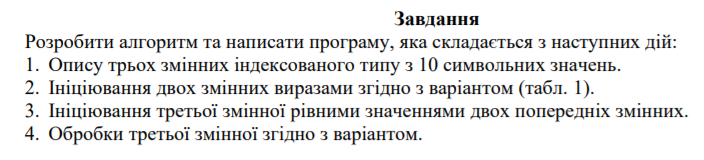 Завдання
Розробити алгоритм та написати програму, яка складається з наступних дій:
1. Опису трьох змінних індексованого типу з 10 символьних значень.
2. Ініціювання двох змінних виразами згідно з варіантом (табл. 1).
3. Ініціювання третьої змінної рівними значеннями двох попередніх змінних.
4. Обробки третьої змінної згідно з варіантом.